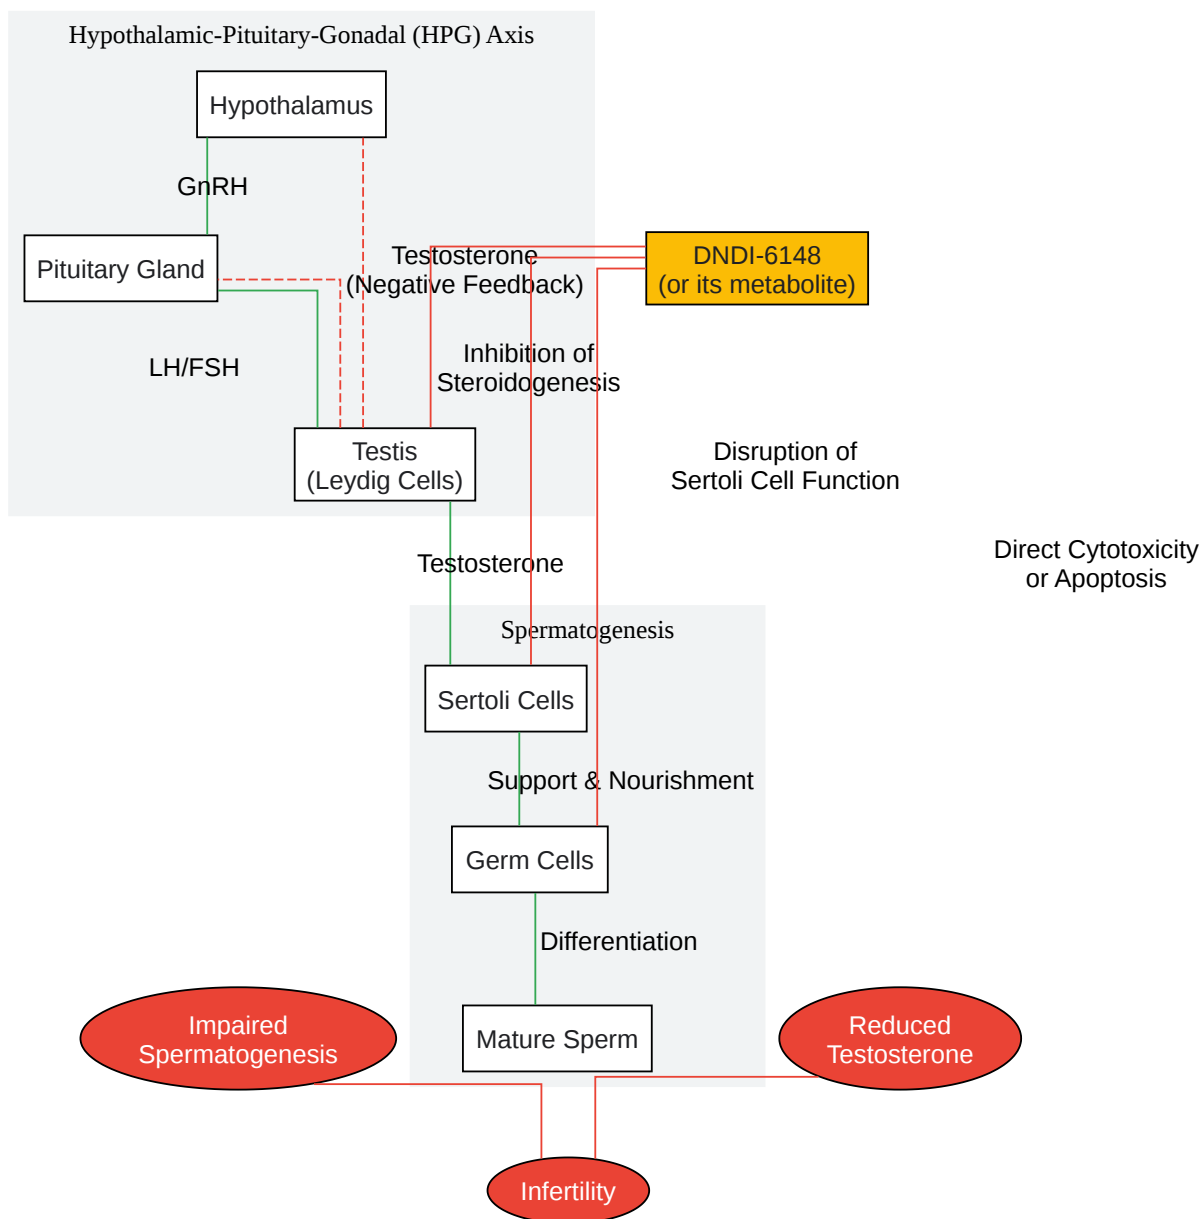 Hypothalamic-Pituitary-Gonadal (HPG) Axis
Hypothalamus
GnRH
Pituitary Gland
Testosterone
(Negative Feedback)
DNDI-6148
(or its metabolite)
LH/FSH
Inhibition of
Steroidogenesis
Testis
(Leydig Cells)
Disruption of
Sertoli Cell Function
Testosterone
Direct Cytotoxicity
or Apoptosis
Spermatogenesis
Sertoli Cells
Support & Nourishment
Germ Cells
Differentiation
Impaired
Spermatogenesis
Mature Sperm
Reduced
Testosterone
Infertility